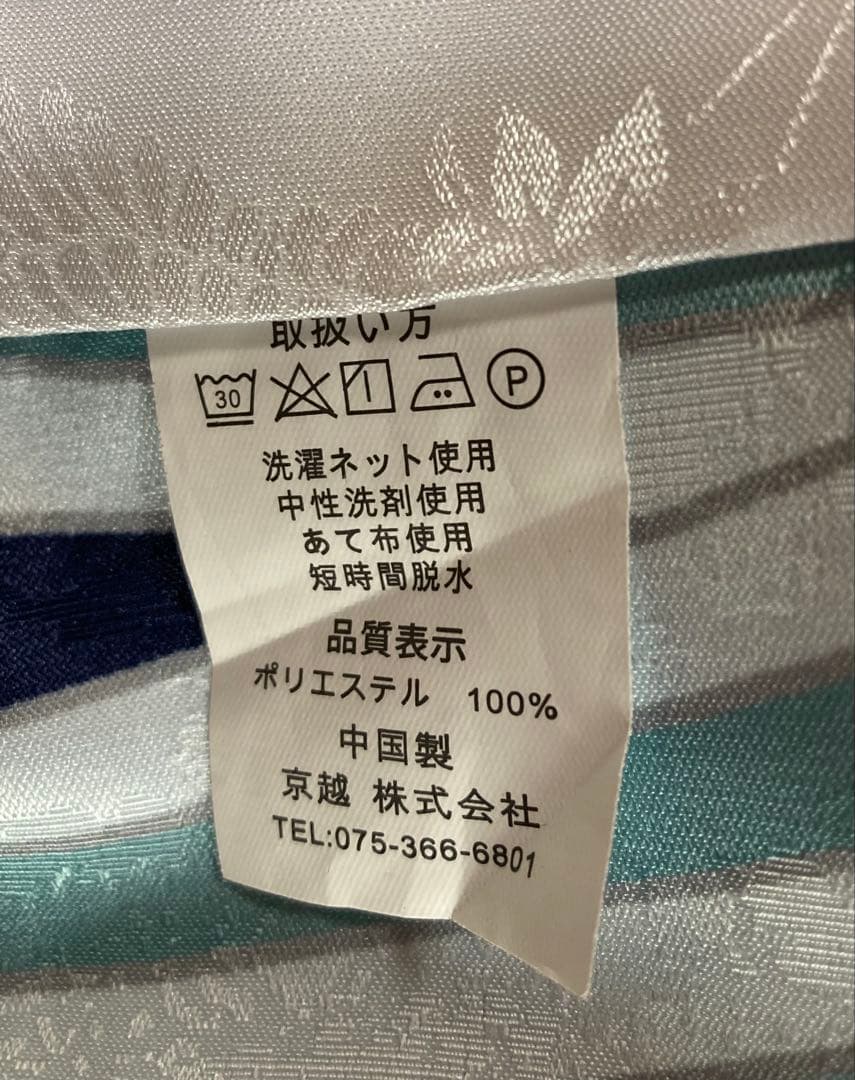 取扱い方
30 P
洗濯ネット使用
中性洗剤使用
あて布使用
短時間脱水
品質表示
ポリエステル 100%
中国製
京越 株式会社
TEL:075-366-6801